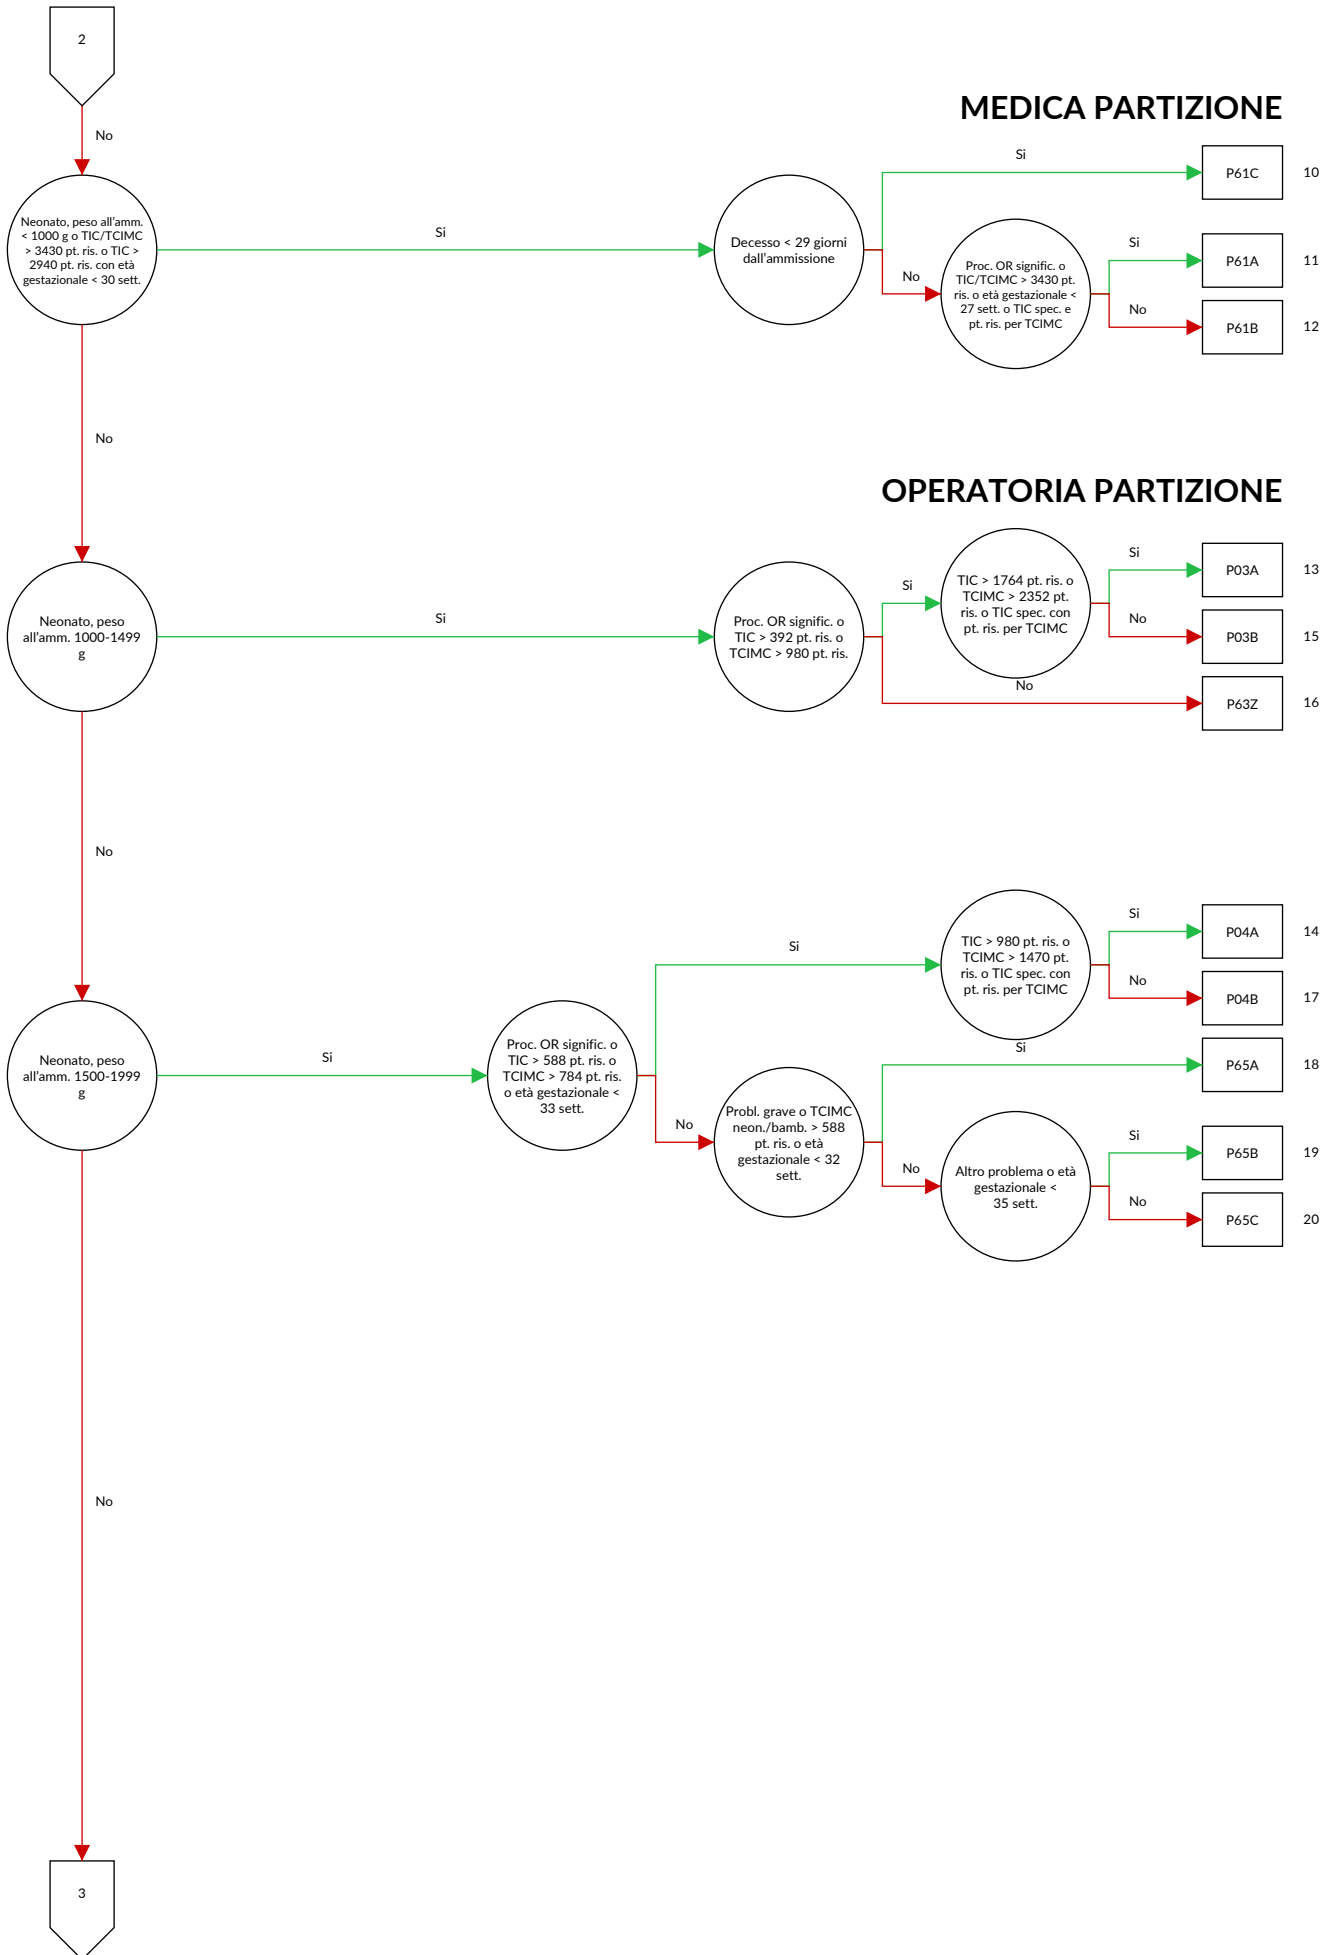 2
No
MEDICA PARTIZIONE
Neonato, peso all'amm.
< 1000 g o TIC/TCIMC
> 3430 pt. ris. o TIC >
2940 pt. ris. con età
gestazionale < 30 sett.
Si
Decesso < 29 giorni
dall'ammissione
Si
P61C
10
No
Proc. OR signific. o
TIC/TIMC > 3430 pt.
ris. o età gestazionale <
27 sett. o TIC spec. e
pt. ris. per TCIMC
Si
P61A
11
No
P61B
12
No
OPERATORIA PARTIZIONE
Neonato, peso
all'amm. 1000-1499
g
Si
Proc. OR signific. o
TIC > 392 pt. ris. o
TCIMC > 980 pt. ris.
Si
TIC > 1764 pt. ris. o
TCIMC > 2352 pt.
ris. o TIC spec. con
pt. ris. per TCIMC
Si
P03A
13
No
P03B
15
No
P63Z
16
No
Neonato, peso
all'amm. 1500-1999
g
Si
Proc. OR signific. o
TIC > 588 pt. ris. o
TCIMC > 784 pt. ris.
o età gestazionale <
33 sett.
Si
TIC > 980 pt. ris. o
TCIMC > 1470 pt.
ris. o TIC spec. con
pt. ris. per TCIMC
Si
P04A
14
No
P04B
17
No
Probl. grave o TCIMC
neon./bamb. > 588
pt. ris. o età
gestazionale < 32
sett.
Si
P65A
18
No
Altro problema o età
gestazionale <
35 sett.
Si
P65B
19
No
P65C
20
No
3